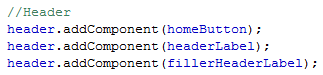 //Header
header.addComponent(homeButton);
header.addComponent(headerLabel);
header.addComponent(fillerHeaderLabel);